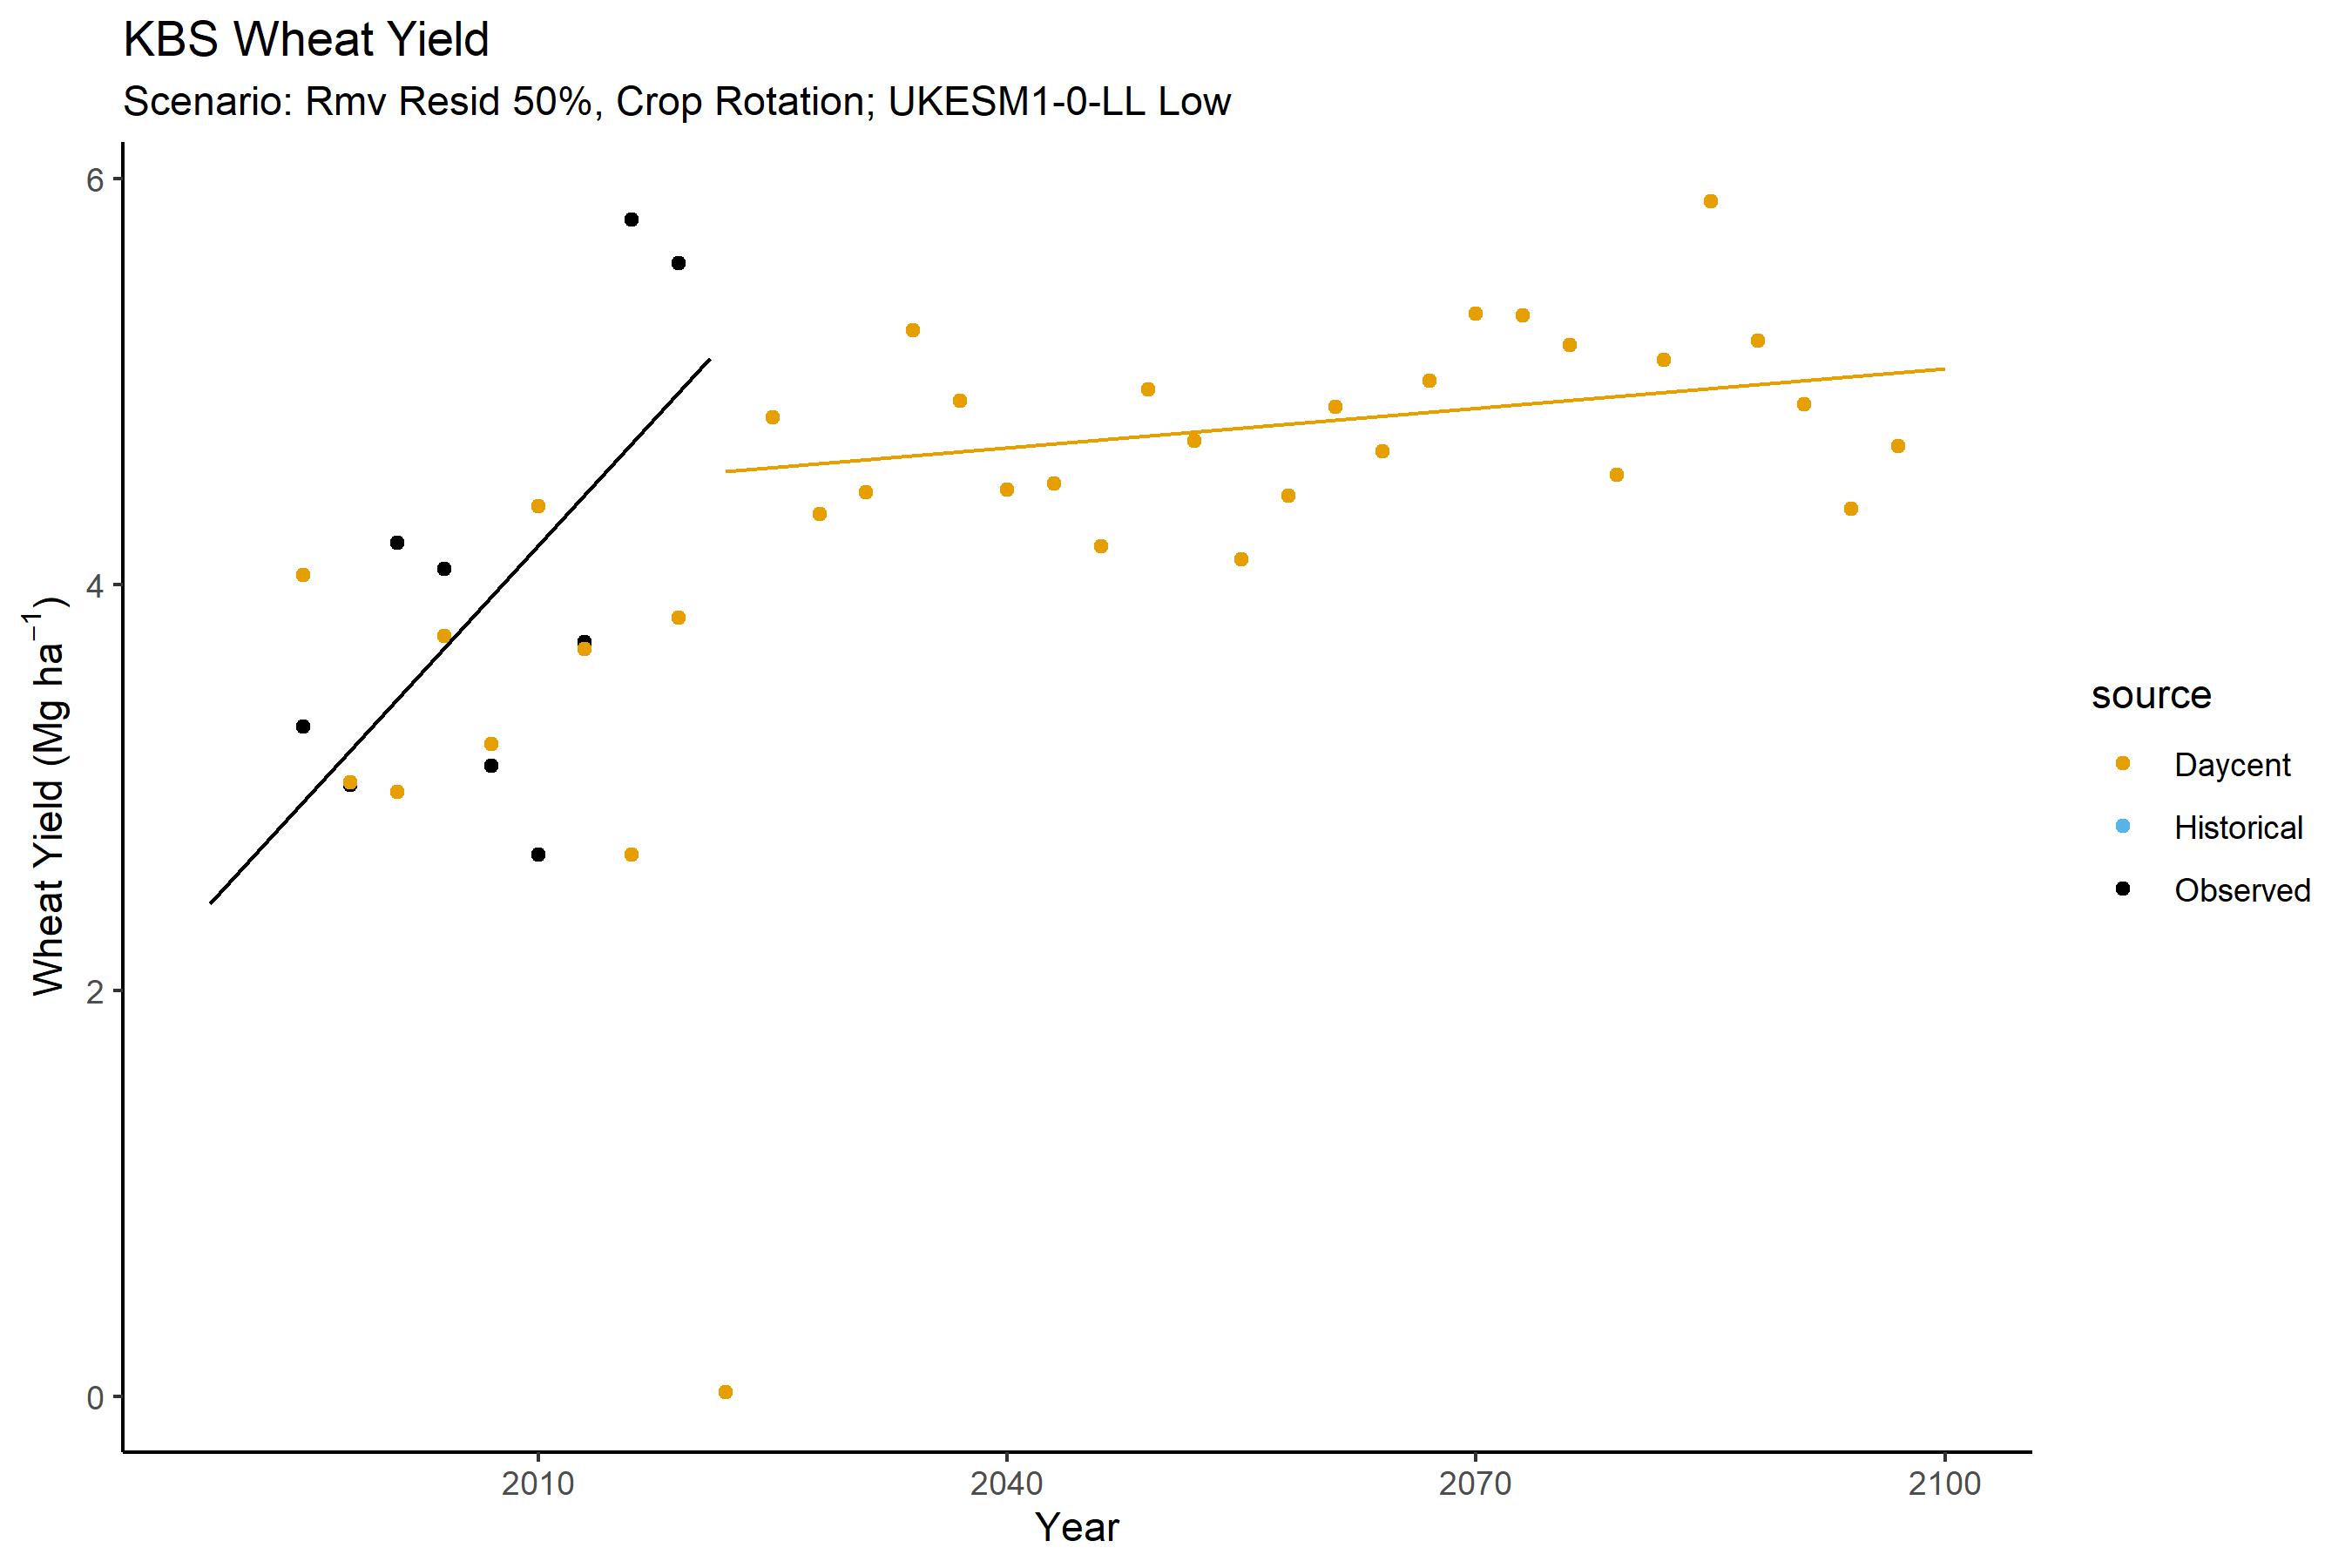 KBS Wheat Yield
Scenario: Rmv Resid 50%, Crop Rotation; UKESM1-0-LL Low
Wheat Yield (Mg ha⁻¹)
6
4
2
0
2010 2040 2070 2100
Year
source
Daycent
Historical
Observed